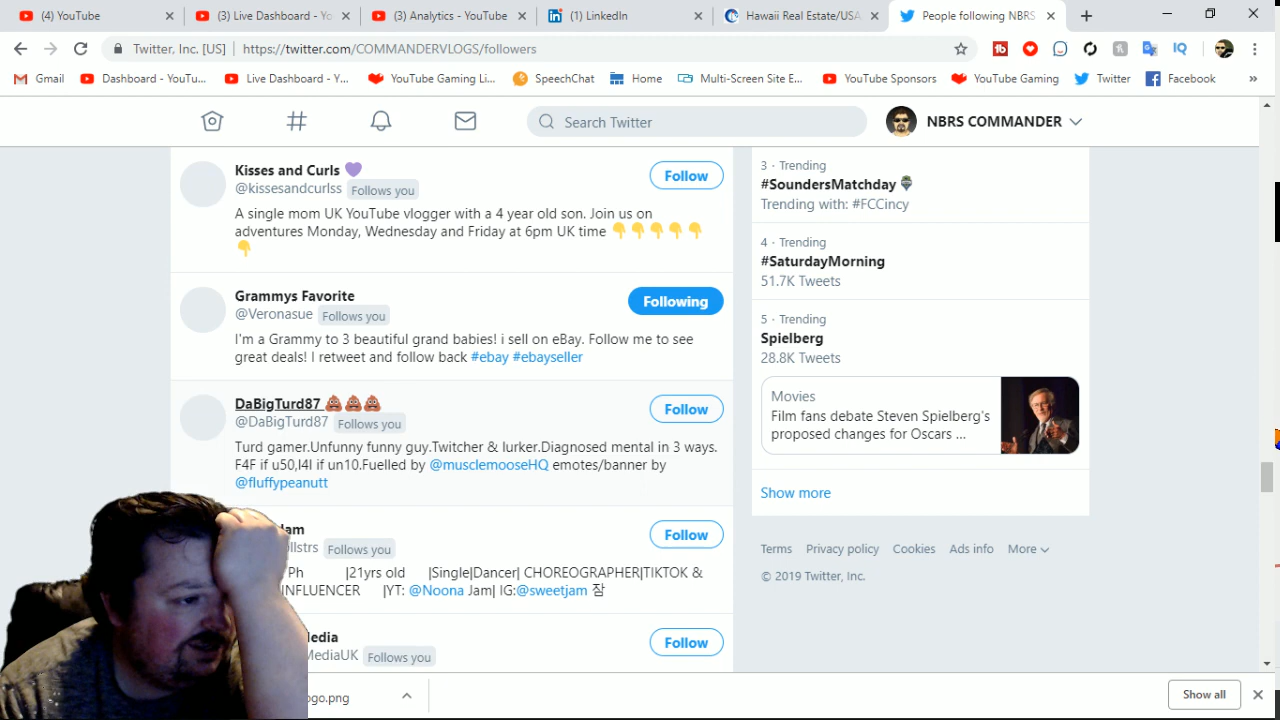 (4) YouTube
(3) Live Dashboard - Yo
(3) Analytics - YouTube
(1) LinkedIn
Hawaii Real Estate/USA
People following NBRS
Twitter, Inc. [US] | https://twitter.com/COMMANDERVLOGS/followers
Gmail
Dashboard - YouTu...
Live Dashboard - Y...
YouTube Gaming Li...
SpeechChat
Home
Multi-Screen Site E...
YouTube Sponsors
YouTube Gaming
Twitter
Facebook
Search Twitter
NBRS COMMANDER
Kisses and Curls 💜
@kissesandcurlss Follows you
Follow
A single mom UK YouTube vlogger with a 4 year old son. Join us on
adventures Monday, Wednesday and Friday at 6pm UK time 👇👇👇👇👇
👇
Grammys Favorite
@Veronasue Follows you
Following
I'm a Grammy to 3 beautiful grand babies! i sell on eBay. Follow me to see
great deals! I retweet and follow back #ebay #ebayseller
DaBigTurd87 💩💩💩
@DaBigTurd87 Follows you
Follow
Turd gamer.Unfunny funny guy.Twitcher & lurker.Diagnosed mental in 3 ways.
F4F if u50,I4I if un10.Fuelled by @musclemooseHQ emotes/banner by
@fluffypeanutt
am
llstrs Follows you
Follow
Ph |21yrs old |Single|Dancer| CHOREOGRAPHER|TIKTOK &
INFLUENCER |YT: @Noona Jam| IG:@sweetjam 잠
Media
MediaUK Follows you
Follow
3 · Trending
#SoundersMatchday
Trending with: #FCCincy
4 · Trending
#SaturdayMorning
51.7K Tweets
5 · Trending
Spielberg
28.8K Tweets
Movies
Film fans debate Steven Spielberg's
proposed changes for Oscars ...
Show more
Terms Privacy policy Cookies Ads info More
© 2019 Twitter, Inc.
ogo.png
Show all